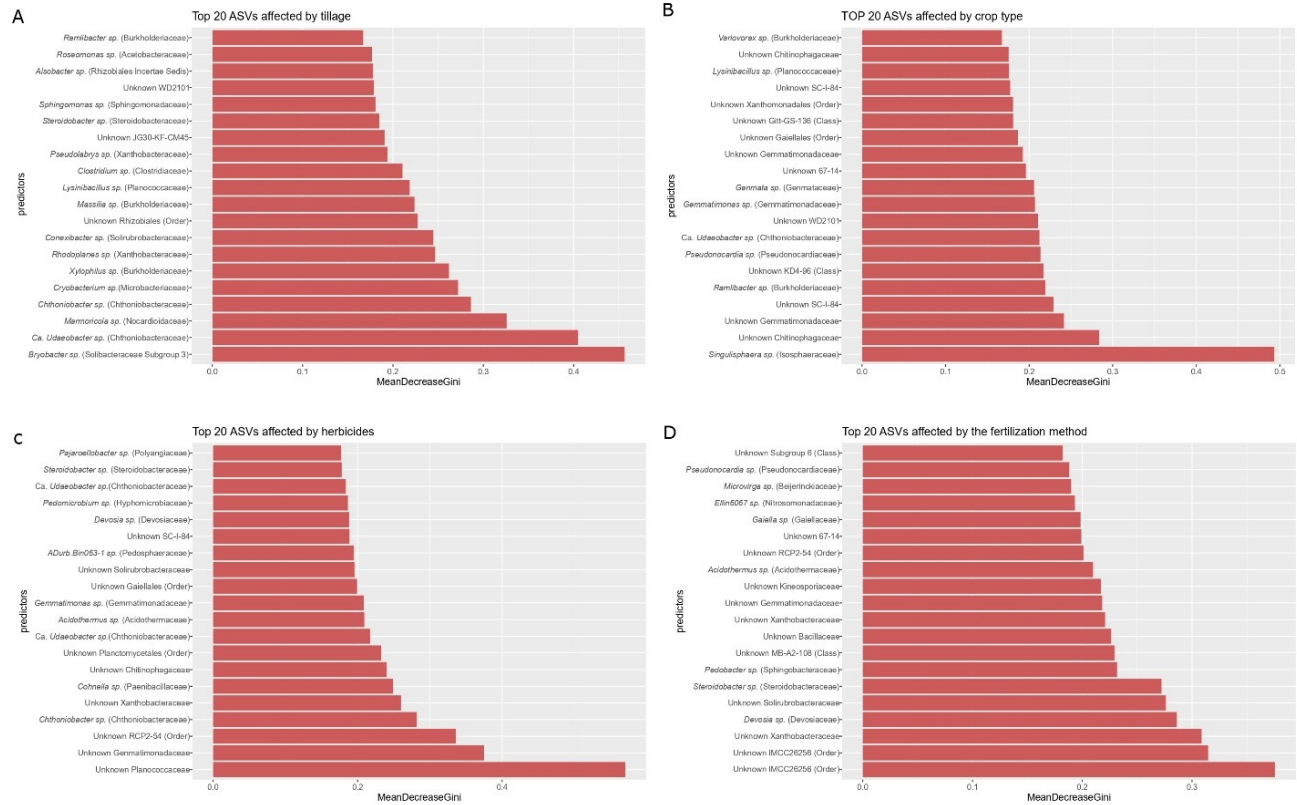 A
Top 20 ASVs affected by tillage
predictors
Ramlibacter sp. (Burkholderiaceae)
Roseomonas sp. (Acetobacteraceae)
Alsobacter sp. (Rhizobiales Incertae Sedis)
Unknown WD2101
Sphingomonas sp. (Sphingomonadaceae)
Steroidobacter sp. (Steroidobacteraceae)
Unknown JG30-KF-CM45
Pseudolabrys sp. (Xanthobacteraceae)
Clostridium sp. (Clostridiaceae)
Lysinibacillus sp. (Planococcaceae)
Massilia sp. (Burkholderiaceae)
Unknown Rhizobiales (Order)
Conexibacter sp. (Solirubrobacteraceae)
Rhodoplanes sp. (Xanthobacteraceae)
Xylophilus sp. (Burkholderiaceae)
Cryobacterium sp.(Microbacteriaceae)
Chthoniobacter sp. (Chthoniobacteraceae)
Marmoricola sp. (Nocardioidaceae)
Ca. Udaeobacter sp. (Chthoniobacteraceae)
Bryobacter sp. (Solibacteraceae Subgroup 3)
0.0 0.1 0.2 0.3 0.4
MeanDecreaseGini
B
TOP 20 ASVs affected by crop type
predictors
Variovorax sp. (Burkholderiaceae)
Unknown Chitinophagaceae
Lysinibacillus sp. (Planococcaceae)
Unknown SC-I-84
Unknown Xanthomonadales (Order)
Unknown Gitt-GS-136 (Class)
Unknown Gaiellales (Order)
Unknown Gemmatimonadaceae
Unknown 67-14
Genmata sp. (Genmataceae)
Gemmatimonas sp. (Gemmatimonadaceae)
Unknown WD2101
Ca. Udaeobacter sp. (Chthoniobacteraceae)
Pseudonocardia sp. (Pseudonocardiaceae)
Unknown KD4-96 (Class)
Ramlibacter sp. (Burkholderiaceae)
Unknown SC-I-84
Unknown Gemmatimonadaceae
Unknown Chitinophagaceae
Singulisphaera sp. (Isosphaeraceae)
0.0 0.1 0.2 0.3 0.4 0.5
MeanDecreaseGini
C
Top 20 ASVs affected by herbicides
predictors
Pajaroellobacter sp. (Polyangiaceae)
Steroidobacter sp. (Steroidobacteraceae)
Ca. Udaeobacter sp.(Chthoniobacteraceae)
Pedomicrobium sp. (Hyphomicrobiaceae)
Devosia sp. (Devosiaceae)
Unknown SC-I-84
ADurb.Bin063-1 sp. (Pedosphaeraceae)
Unknown Solirubrobacteraceae
Unknown Gaiellales (Order)
Gemmatimonas sp. (Gemmatimonadaceae)
Acidothermus sp. (Acidothermaceae)
Ca. Udaeobacter sp.(Chthoniobacteraceae)
Unknown Planctomycetales (Order)
Unknown Chitinophagaceae
Cohnella sp. (Paenibacillaceae)
Unknown Xanthobacteraceae
Chthoniobacter sp. (Chthoniobacteraceae)
Unknown RCP2-54 (Order)
Unknown Genmatimonadaceae
Unknown Planococcaceae
0.0 0.2 0.4
MeanDecreaseGini
D
Top 20 ASVs affected by the fertilization method
predictors
Unknown Subgroup 6 (Class)
Pseudonocardia sp. (Pseudonocardiaceae)
Microvirga sp. (Beijerinckiaceae)
Ellin6067 sp. (Nitrosomonadaceae)
Gaiella sp. (Gaiellaceae)
Unknown 67-14
Unknown RCP2-54 (Order)
Acidothermus sp. (Acidothermaceae)
Unknown Kineosporiaceae
Unknown Gemmatimonadaceae
Unknown Xanthobacteraceae
Unknown Bacillaceae
Unknown MB-A2-108 (Class)
Pedobacter sp. (Sphingobacteraceae)
Steroidobacter sp. (Steroidobacteraceae)
Unknown Solirubrobacteraceae
Devosia sp. (Devosiaceae)
Unknown Xanthobacteraceae
Unknown IMCC26256 (Order)
Unknown IMCC26256 (Order)
0.0 0.1 0.2 0.3
MeanDecreaseGini